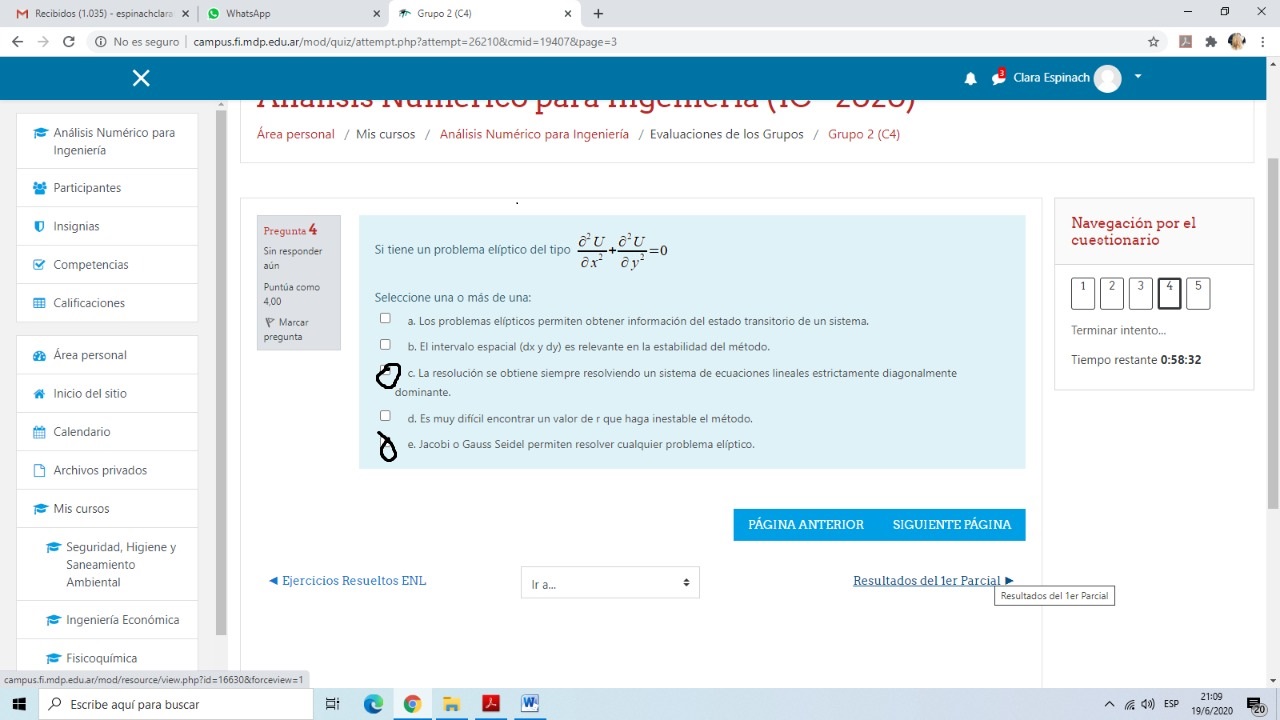 Recibidos (1.035) - espinachclara
WhatsApp
Grupo 2 (C4)
No es seguro | campus.fi.mdp.edu.ar/mod/quiz/attempt.php?attempt=26210&cmid=19407&page=3
3
Clara Espinach
Análisis Numérico para Ingeniería (1C - 2020)
Área personal / Mis cursos / Análisis Numérico para Ingeniería / Evaluaciones de los Grupos / Grupo 2 (C4)
Análisis Numérico para
Ingeniería
Participantes
Insignias
Competencias
Calificaciones
Área personal
Inicio del sitio
Calendario
Archivos privados
Mis cursos
Seguridad, Higiene y
Saneamiento
Ambiental
Ingeniería Económica
Fisicoquímica
Pregunta 4
Sin responder
aún
Puntúa como
4,00
Marcar
pregunta
Si tiene un problema elíptico del tipo ∂²U/∂x² + ∂²U/∂y² =0
Seleccione una o más de una:
a. Los problemas elípticos permiten obtener información del estado transitorio de un sistema.
b. El intervalo espacial (dx y dy) es relevante en la estabilidad del método.
c. La resolución se obtiene siempre resolviendo un sistema de ecuaciones lineales estrictamente diagonalmente
dominante.
d. Es muy difícil encontrar un valor de r que haga inestable el método.
e. Jacobi o Gauss Seidel permiten resolver cualquier problema elíptico.
PÁGINA ANTERIOR
SIGUIENTE PÁGINA
◄ Ejercicios Resueltos ENL
Ir a...
Resultados del 1er Parcial ►
Resultados del 1er Parcial
Navegación por el
cuestionario
1 2 3 4 5
Terminar intento...
Tiempo restante 0:58:32
campus.fi.mdp.edu.ar/mod/resource/view.php?id=16630&forceview=1
Escribe aquí para buscar
ESP
21:09
19/6/2020
20